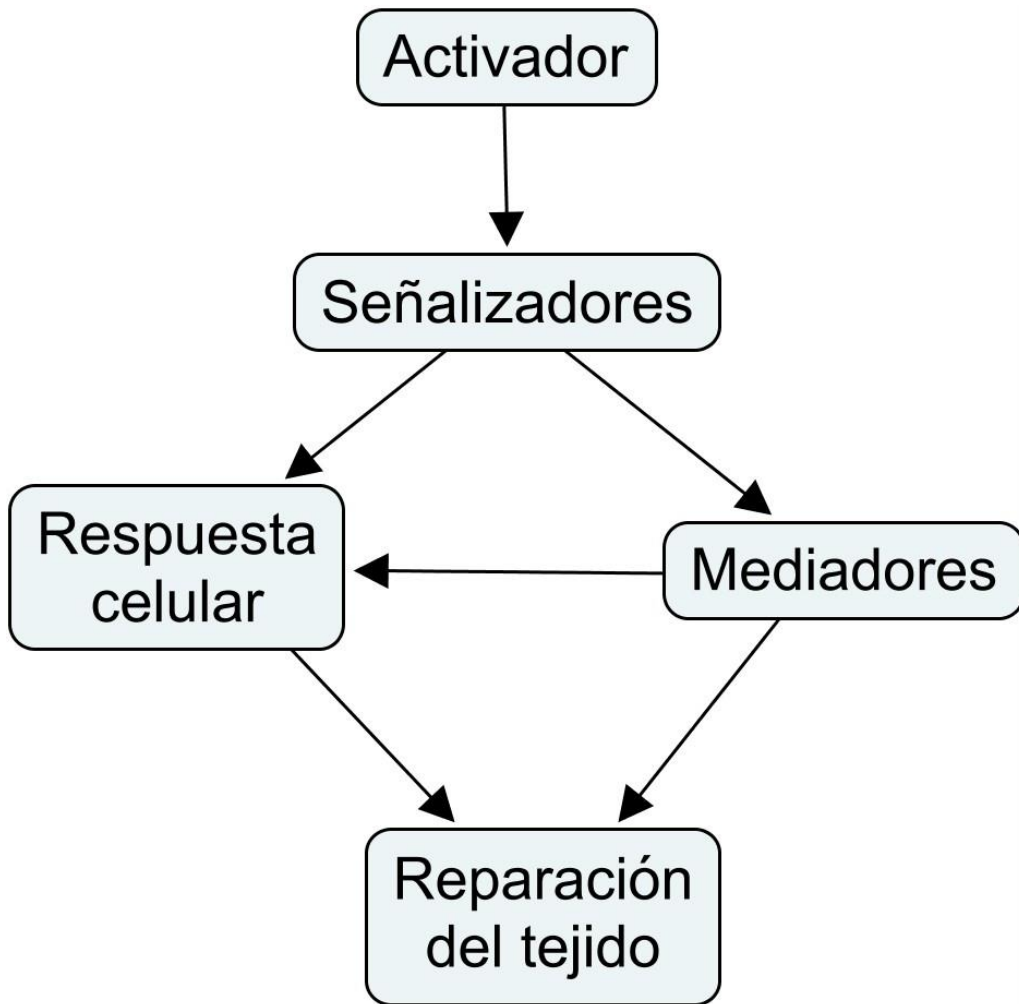 Activador
Señalizadores
Respuesta
celular
Mediadores
Reparación
del tejido